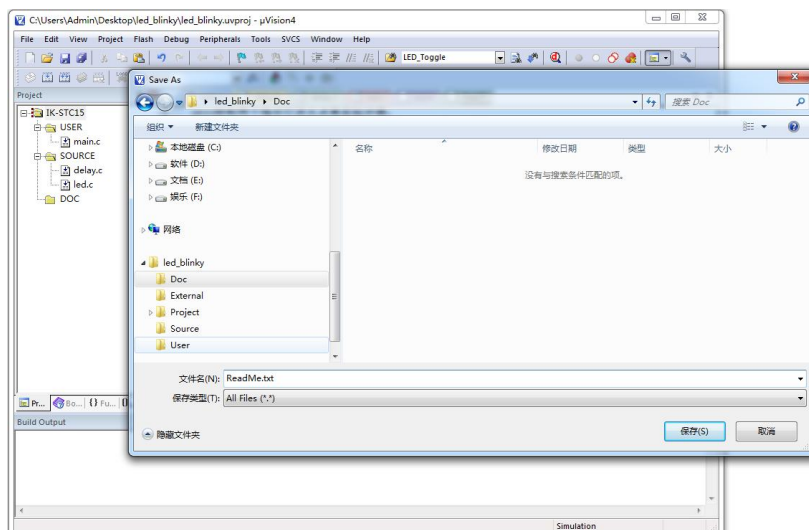 C:\Users\Admin\Desktop\led_blinky\led_blinky.uvproj - µVision4
File Edit View Project Flash Debug Peripherals Tools SVCS Window Help
LED_Toggle
Project
IK-STC15
USER
main.c
SOURCE
delay.c
led.c
DOC
Save As
led_blinky Doc
搜索 Doc
组织 新建文件夹
本地磁盘 (C:)
软件 (D:)
文档 (E:)
娱乐 (F:)
网络
led_blinky
Doc
External
Project
Source
User
名称 修改日期 类型 大小
没有与搜索条件匹配的项。
文件名(N): ReadMe.txt
保存类型(T): All Files (*.*)
隐藏文件夹
保存(S) 取消
Pr... Bo... {} Fu...
Build Output
Simulation